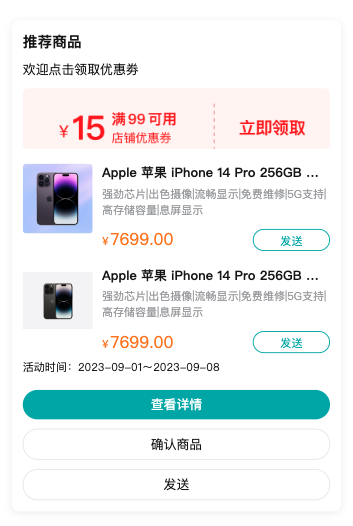 推荐商品
欢迎点击领取优惠券
¥15 满99可用
店铺优惠券
立即领取
Apple 苹果 iPhone 14 Pro 256GB ...
强劲芯片|出色摄像|流畅显示|免费维修|5G支持|
高存储容量|息屏显示
¥7699.00 发送
Apple 苹果 iPhone 14 Pro 256GB ...
强劲芯片|出色摄像|流畅显示|免费维修|5G支持|
高存储容量|息屏显示
¥7699.00 发送
活动时间：2023-09-01～2023-09-08
查看详情
确认商品
发送